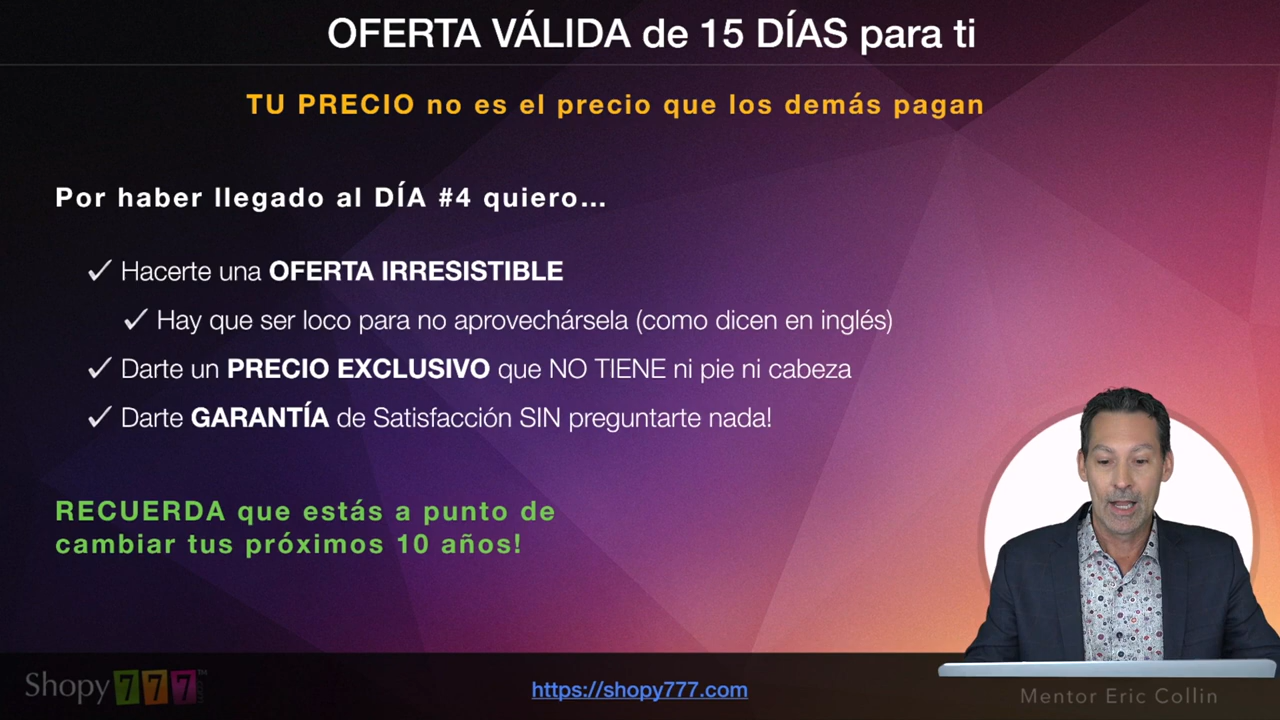 OFERTA VÁLIDA de 15 DÍAS para ti
TU PRECIO no es el precio que los demás pagan
Por haber llegado al DÍA #4 quiero...
✓ Hacerte una OFERTA IRRESISTIBLE
✓ Hay que ser loco para no aprovechársela (como dicen en inglés)
✓ Darte un PRECIO EXCLUSIVO que NO TIENE ni pie ni cabeza
✓ Darte GARANTÍA de Satisfacción SIN preguntarte nada!
RECUERDA que estás a punto de
cambiar tus próximos 10 años!
Shopy777™
https://shopy777.com
Mentor Eric Collin